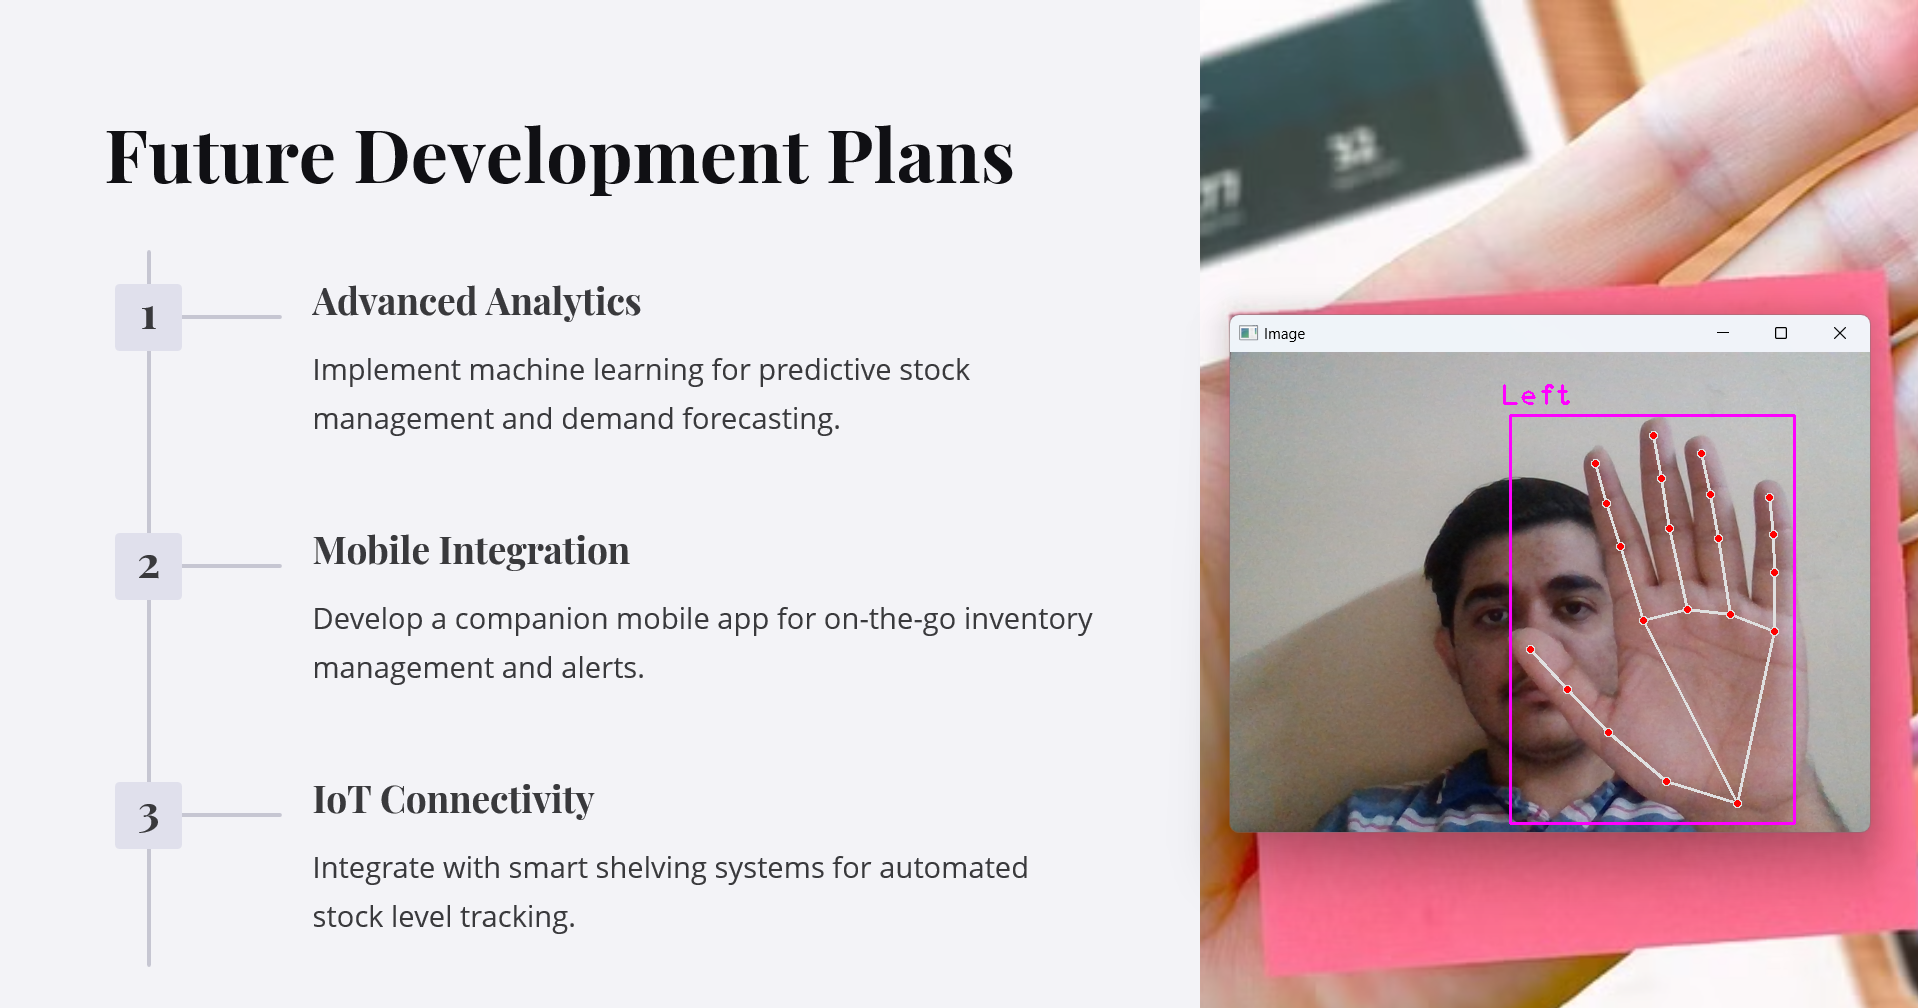 Future Development Plans
1
Advanced Analytics
Implement machine learning for predictive stock
management and demand forecasting.
2
Mobile Integration
Develop a companion mobile app for on-the-go inventory
management and alerts.
3
IoT Connectivity
Integrate with smart shelving systems for automated
stock level tracking.
32
Image
Left